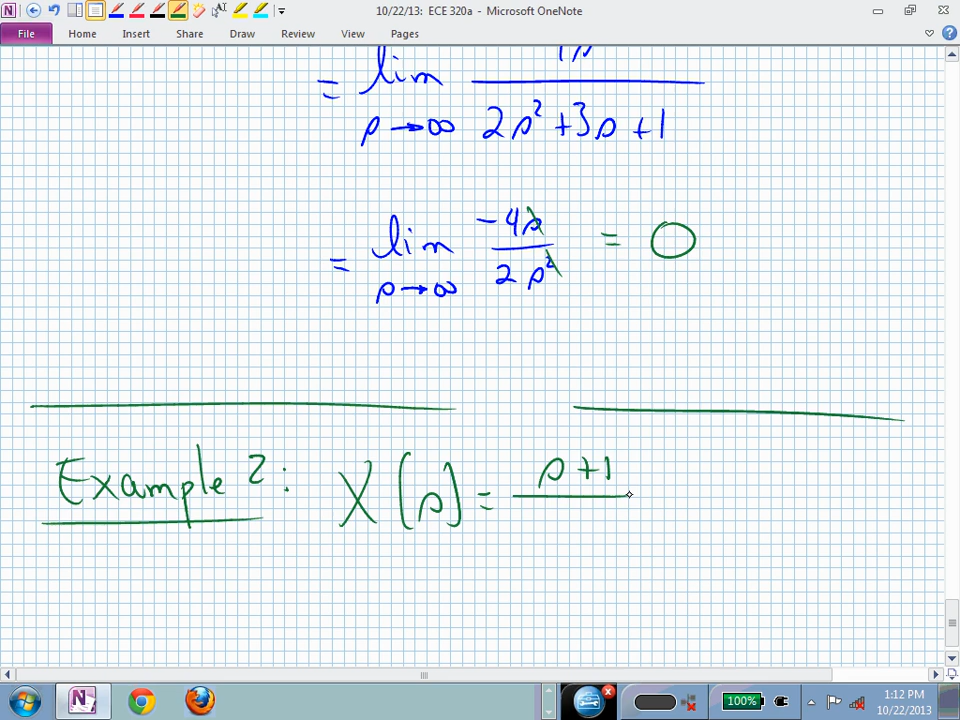 10/22/13: ECE 320a - Microsoft OneNote
File Home Insert Share Draw Review View Pages
= lim
s→∞ 2s² + 3s + 1
= lim -4s / 2s² = 0
s→∞
Example 2: X(s) = s + 1
100% 1:12 PM
10/22/2013